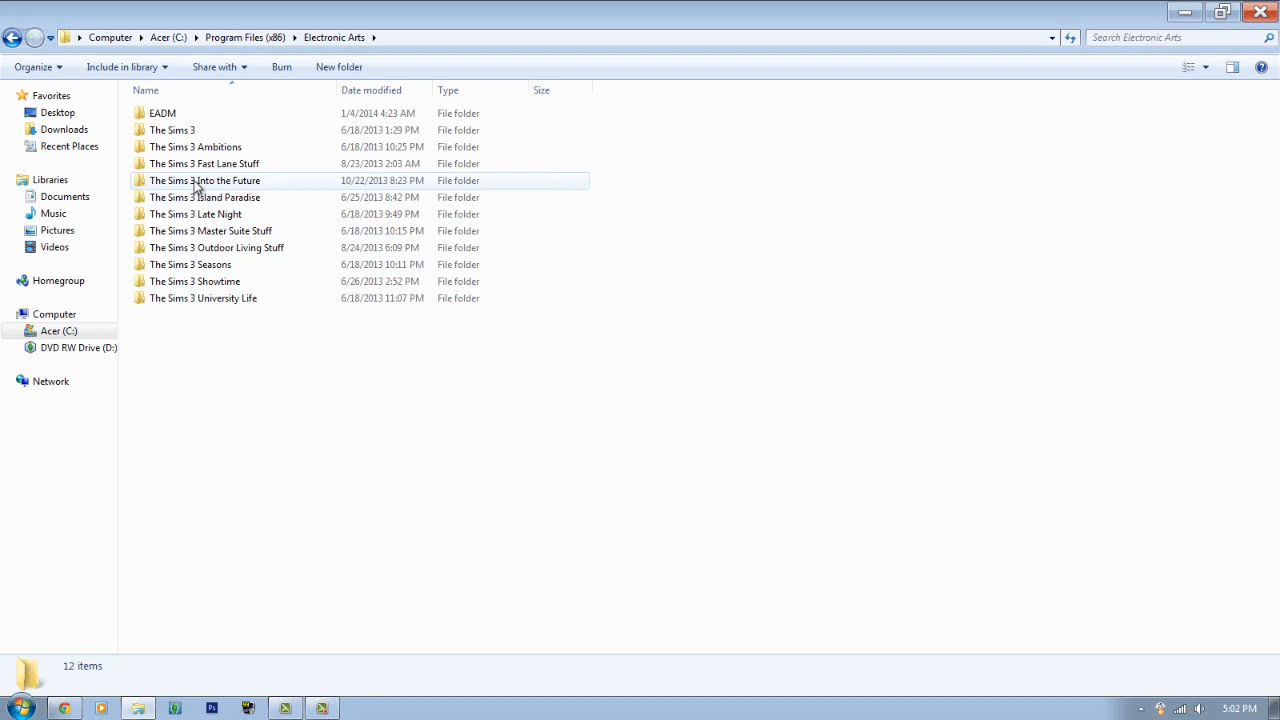 Computer Acer (C:) Program Files (x86) Electronic Arts Search Electronic Arts
Organize Include in library Share with Burn New folder
Name Date modified Type Size
Favorites
Desktop
Downloads
Recent Places
Libraries
Documents
Music
Pictures
Videos
Homegroup
Computer
Acer (C:)
DVD RW Drive (D:)
Network
EADM 1/4/2014 4:23 AM File folder
The Sims 3 6/18/2013 1:29 PM File folder
The Sims 3 Ambitions 6/18/2013 10:25 PM File folder
The Sims 3 Fast Lane Stuff 8/23/2013 2:03 AM File folder
The Sims 3 Into the Future 10/22/2013 8:23 PM File folder
The Sims 3 Island Paradise 6/25/2013 8:42 PM File folder
The Sims 3 Late Night 6/18/2013 9:49 PM File folder
The Sims 3 Master Suite Stuff 6/18/2013 10:15 PM File folder
The Sims 3 Outdoor Living Stuff 8/24/2013 6:09 PM File folder
The Sims 3 Seasons 6/18/2013 10:11 PM File folder
The Sims 3 Showtime 6/26/2013 2:52 PM File folder
The Sims 3 University Life 6/18/2013 11:07 PM File folder
12 items
Ps
5:02 PM